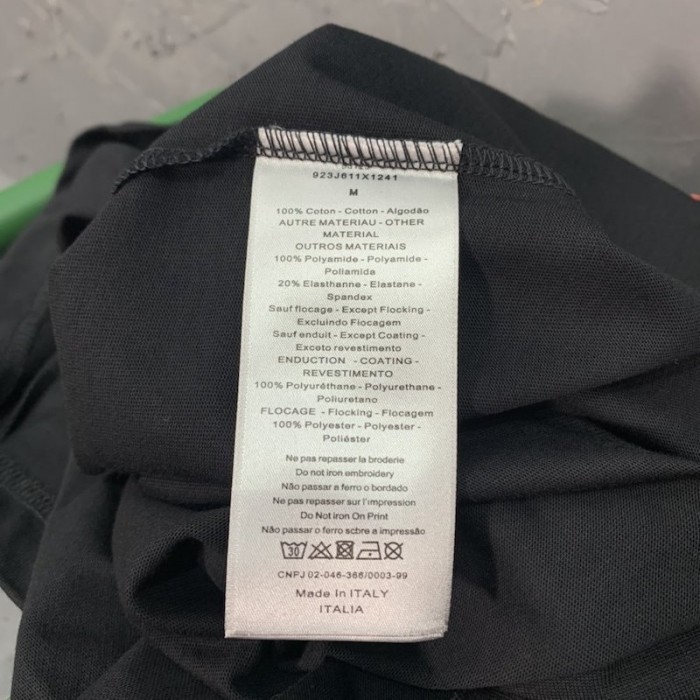 923J611X1241
M
100% Coton - Cotton - Algodão
AUTRE MATERIAU - OTHER
MATERIAL
OUTROS MATERIAIS
100% Polyamide - Polyamide -
Poliamida
20% Elasthanne - Elastane -
Spandex
Sauf flocage - Except Flocking -
Excluindo Flocagem
Sauf enduit - Except Coating -
Exceto revestimento
ENDUCTION - COATING -
REVESTIMENTO
100% Polyuréthane - Polyurethane -
Poliuretano
FLOCAGE - Flocking - Flocagem
100% Polyester - Polyester -
Poliéster
Ne pas repasser la broderie
Do not iron embroidery
Não passar a ferro o bordado
Ne pas repasser sur l'impression
Do Not Iron On Print
Não passar o ferro sobre a impressão
30
CNPJ 02-046-366/0003-99
Made In ITALY
ITALIA